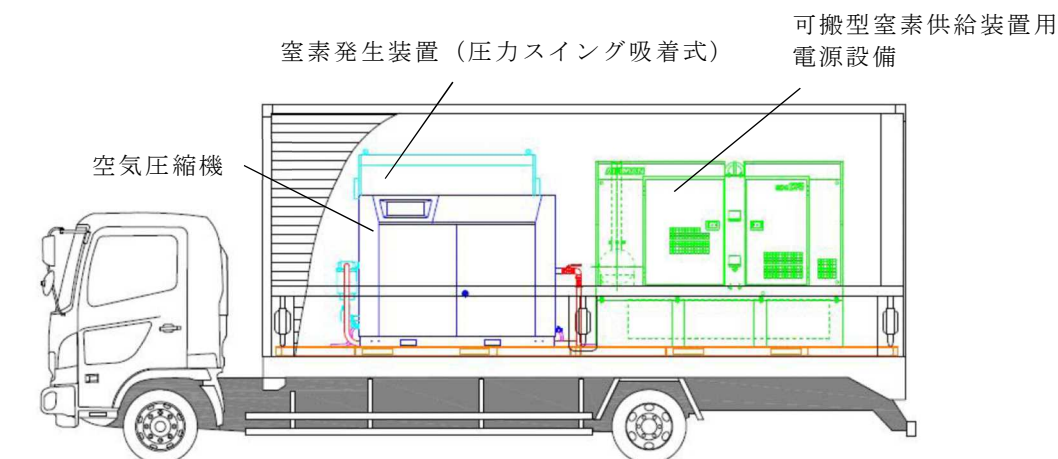 可搬型窒素供給装置用
電源設備
窒素発生装置（圧力スイング吸着式）
空気圧縮機